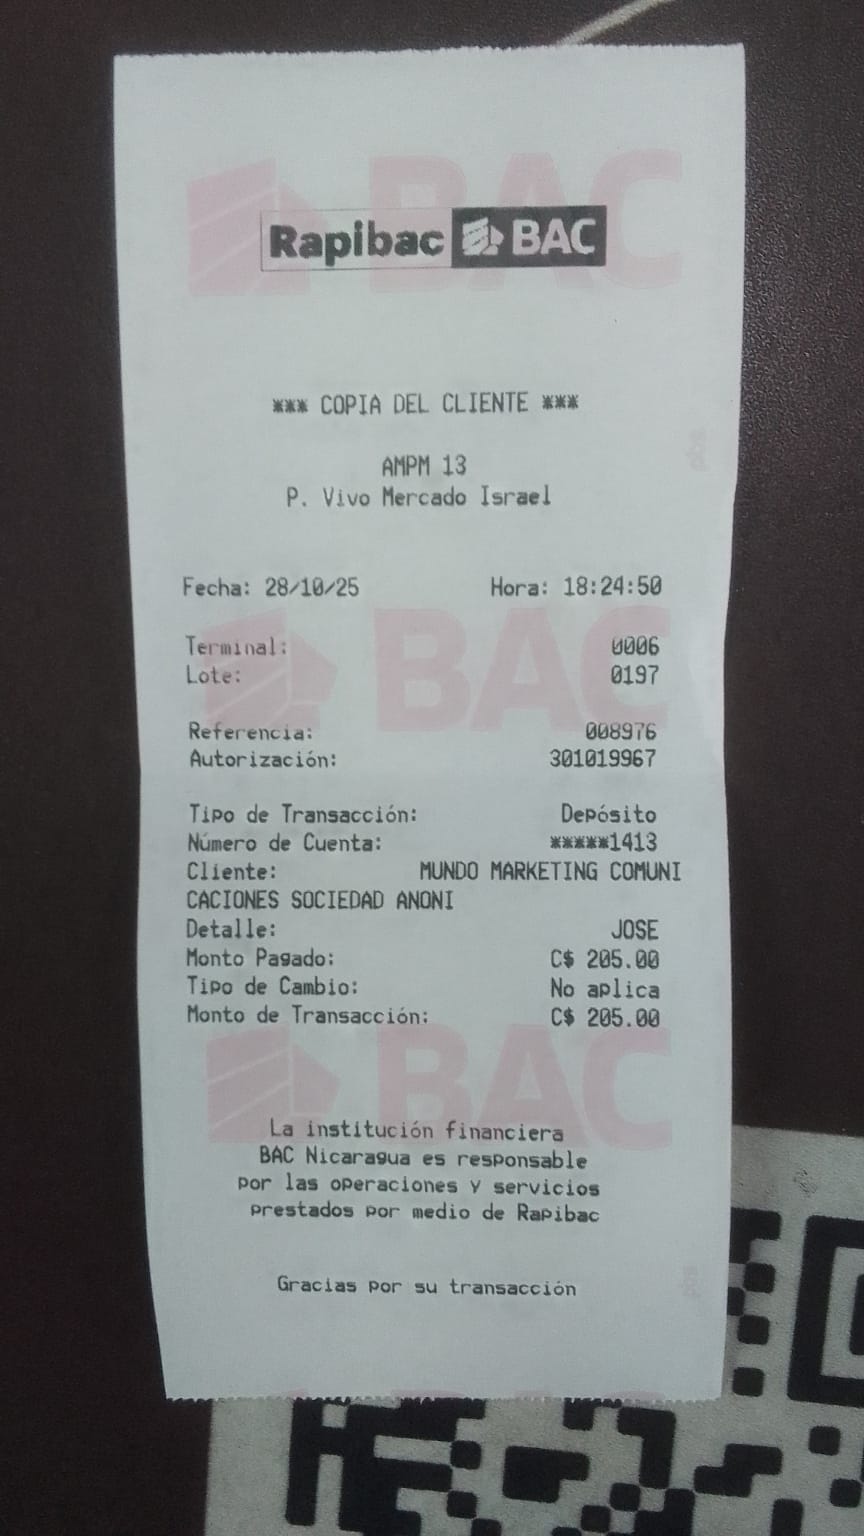 Rapibac BAC
*** COPIA DEL CLIENTE ***
AMPM 13
P. Vivo Mercado Israel
Fecha: 28/10/25 Hora: 18:24:50
Terminal: 0006
Lote: 0197
Referencia: 008976
Autorización: 301019967
Tipo de Transacción: Depósito
Número de Cuenta: *****1413
Cliente: MUNDO MARKETING COMUNI
CACIONES SOCIEDAD ANONI
Detalle: JOSE
Monto Pagado: C$ 205.00
Tipo de Cambio: No aplica
Monto de Transacción: C$ 205.00
La institución financiera
BAC Nicaragua es responsable
por las operaciones y servicios
prestados por medio de Rapibac
Gracias por su transacción